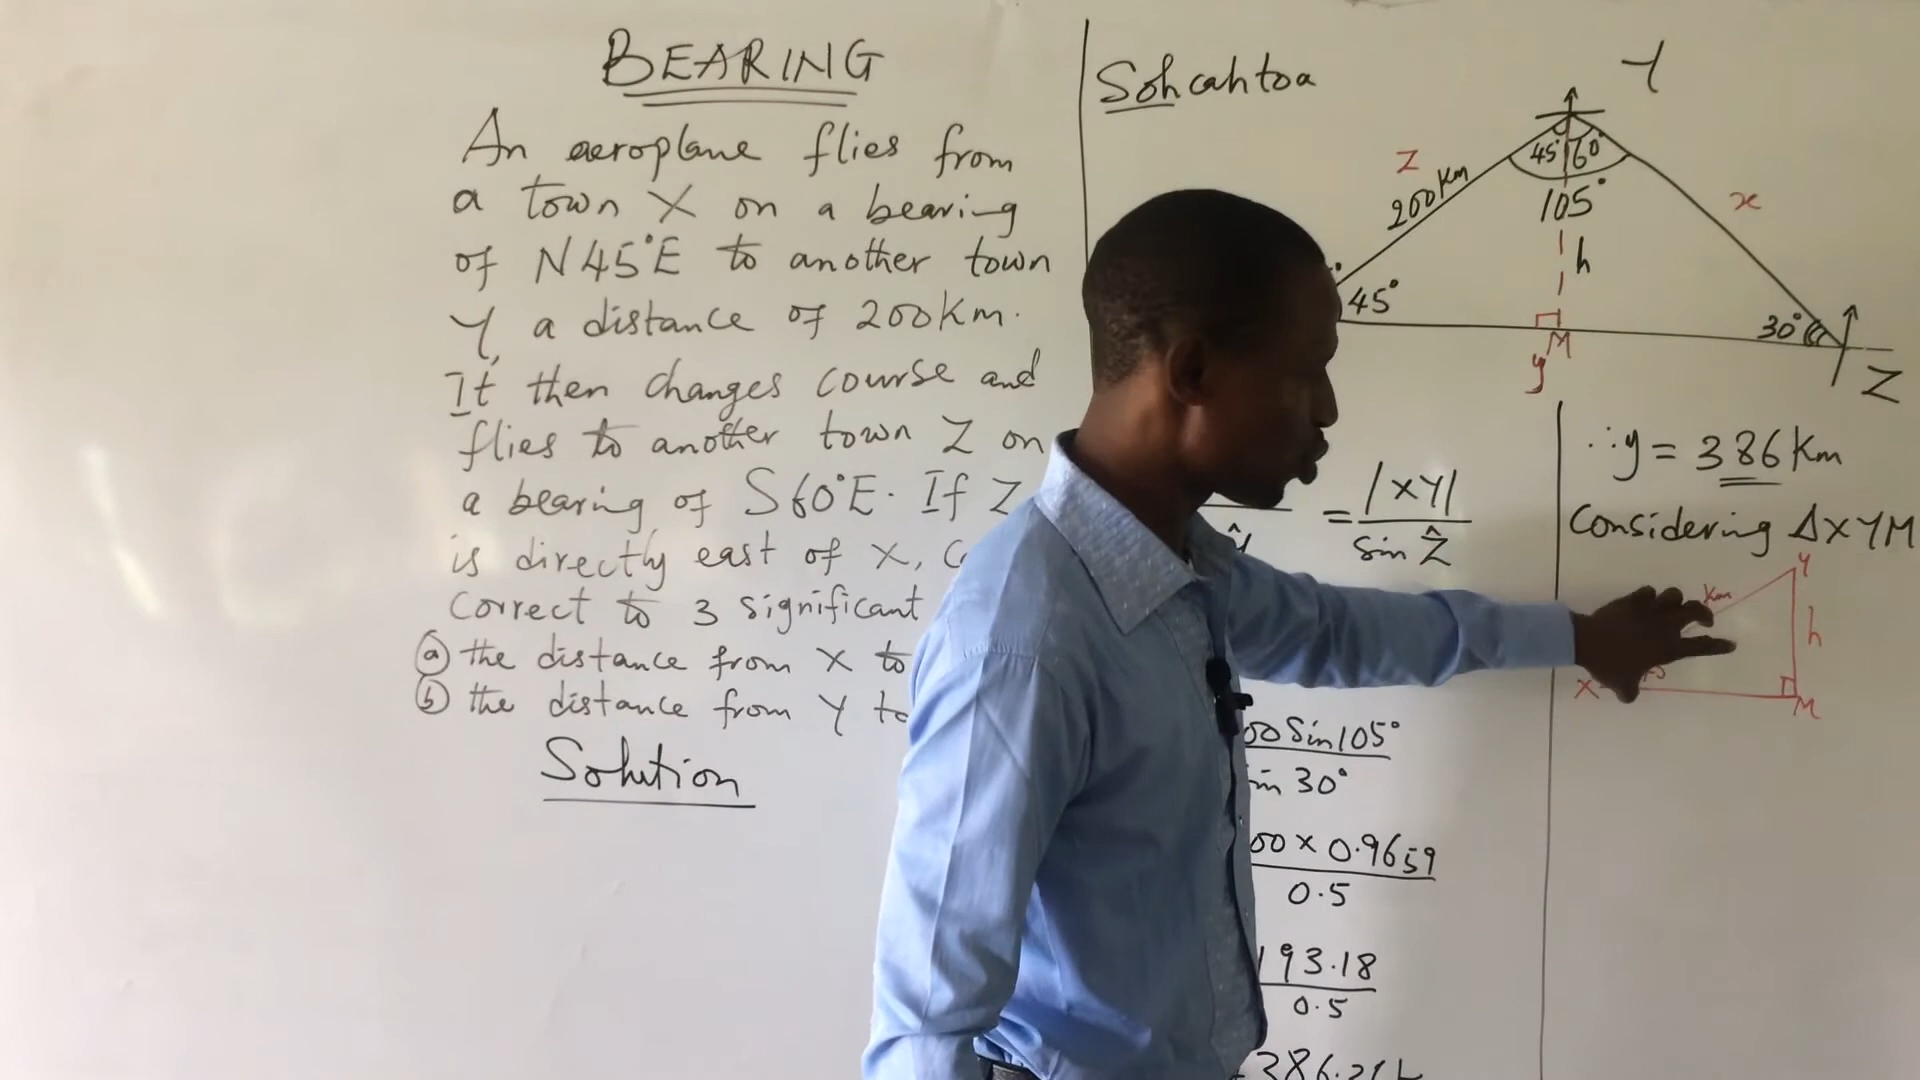 BEARING
An aeroplane flies from
a town X on a bearing
of N45°E to another town
Y, a distance of 200km.
It then changes course and
flies to another town Z on
a bearing of S60°E. If Z
is directly east of X,
correct to 3 significant
(a) the distance from X to
(b) the distance from Y to
Solution
Sohcahtoa
Y
Z
200km
45° 60°
105°
x
h
45°
30°
M
y
Z
= |XY|
sin Ẑ
sin 105°
30°
× 0.9659
0.5
193.18
0.5
∴ y = 386km
Considering ΔXYM
Y
km
h
X
M